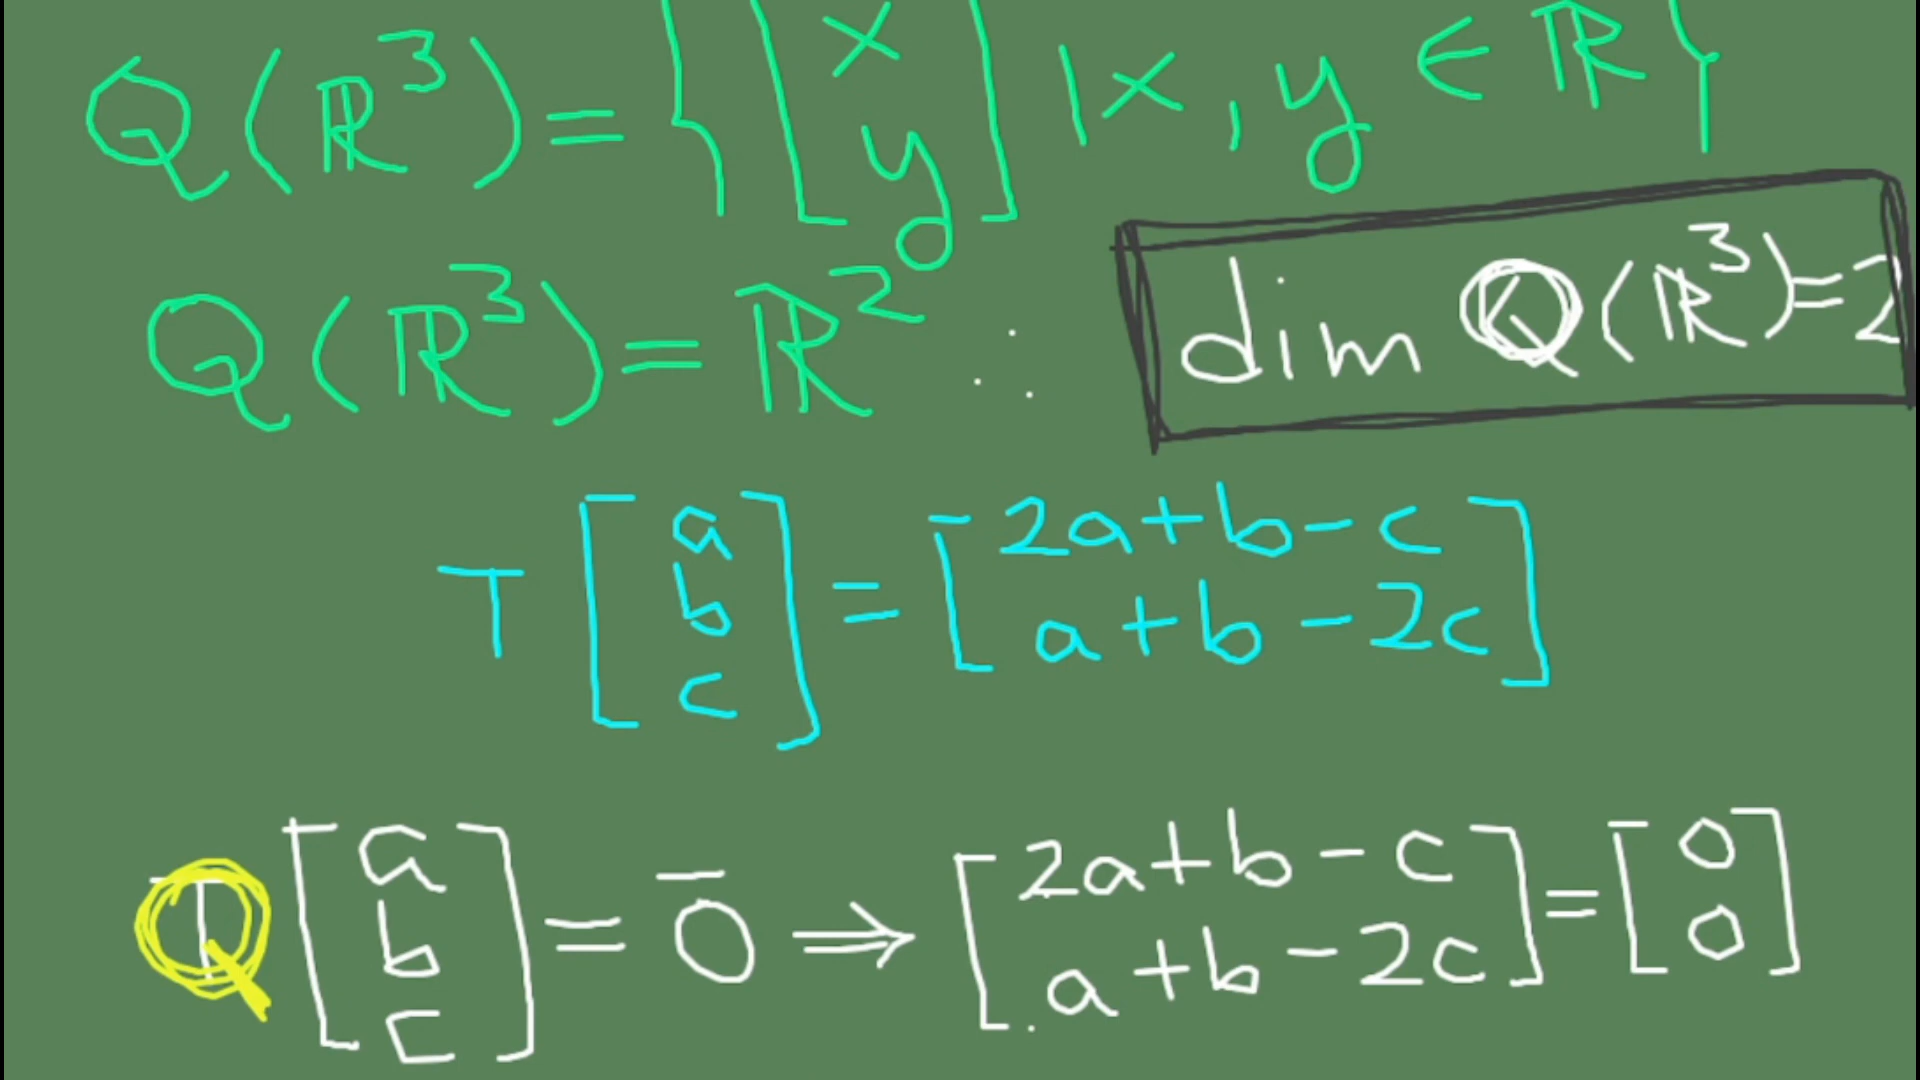 Q(ℝ³) = { [x y] | x, y ∈ ℝ }
Q(ℝ³) = ℝ² ∴ dim Q(ℝ³) = 2
T [a b c] = [2a+b-c a+b-2c]
Q [a b c] = 0̅ ⇒ [2a+b-c a+b-2c] = [0 0]